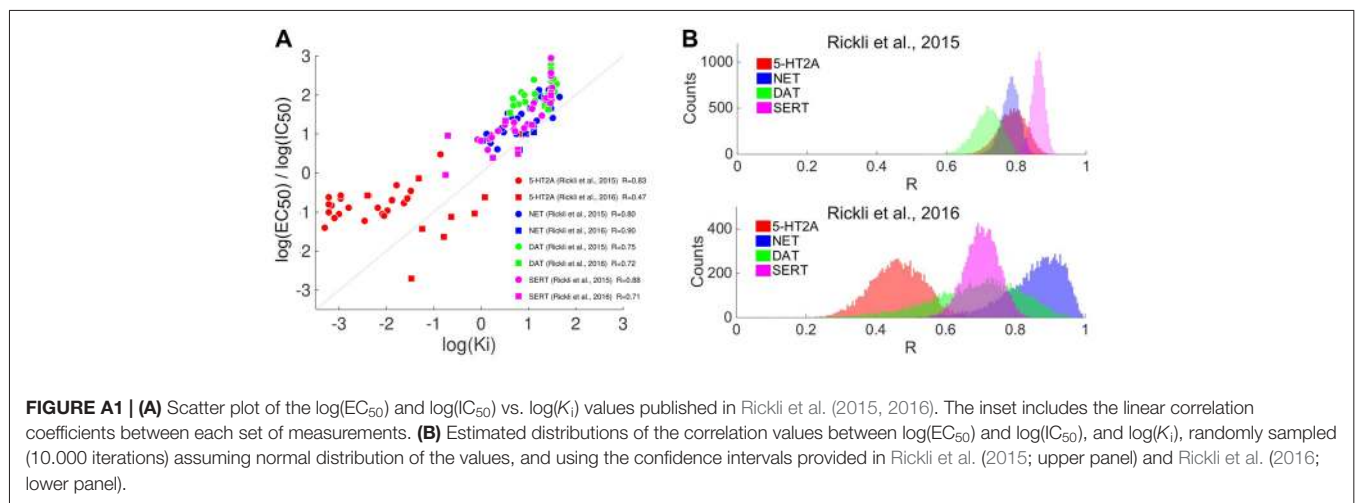 A
log(EC50) / log(IC50)
3
2
1
0
1
2
-3
-3
-2
-1
0
1
2
3
log(Ki)
5-HT2A (Rickli et al., 2015) R=0.83
5-HT2A (Rickli et al., 2016) R=0.47
NET (Rickli et al., 2015) R=0.80
NET (Rickli et al., 2016) R=0.90
DAT (Rickli et al., 2015) R=0.75
DAT (Rickli et al., 2016) R=0.72
SERT (Rickli et al., 2015) R=0.88
SERT (Rickli et al., 2016) R=0.71
B
Rickli et al., 2015
Counts
1000
500
0
5-HT2A
NET
DAT
SERT
0
0.2
0.4
0.6
0.8
1
R
Rickli et al., 2016
Counts
400
200
0
5-HT2A
NET
DAT
SERT
0
0.2
0.4
0.6
0.8
1
R
FIGURE A1 | (A) Scatter plot of the log(EC50) and log(IC50) vs. log(Ki) values published in Rickli et al. (2015, 2016). The inset includes the linear correlation
coefficients between each set of measurements. (B) Estimated distributions of the correlation values between log(EC50) and log(IC50), and log(Ki), randomly sampled
(10.000 iterations) assuming normal distribution of the values, and using the confidence intervals provided in Rickli et al. (2015; upper panel) and Rickli et al. (2016;
lower panel).